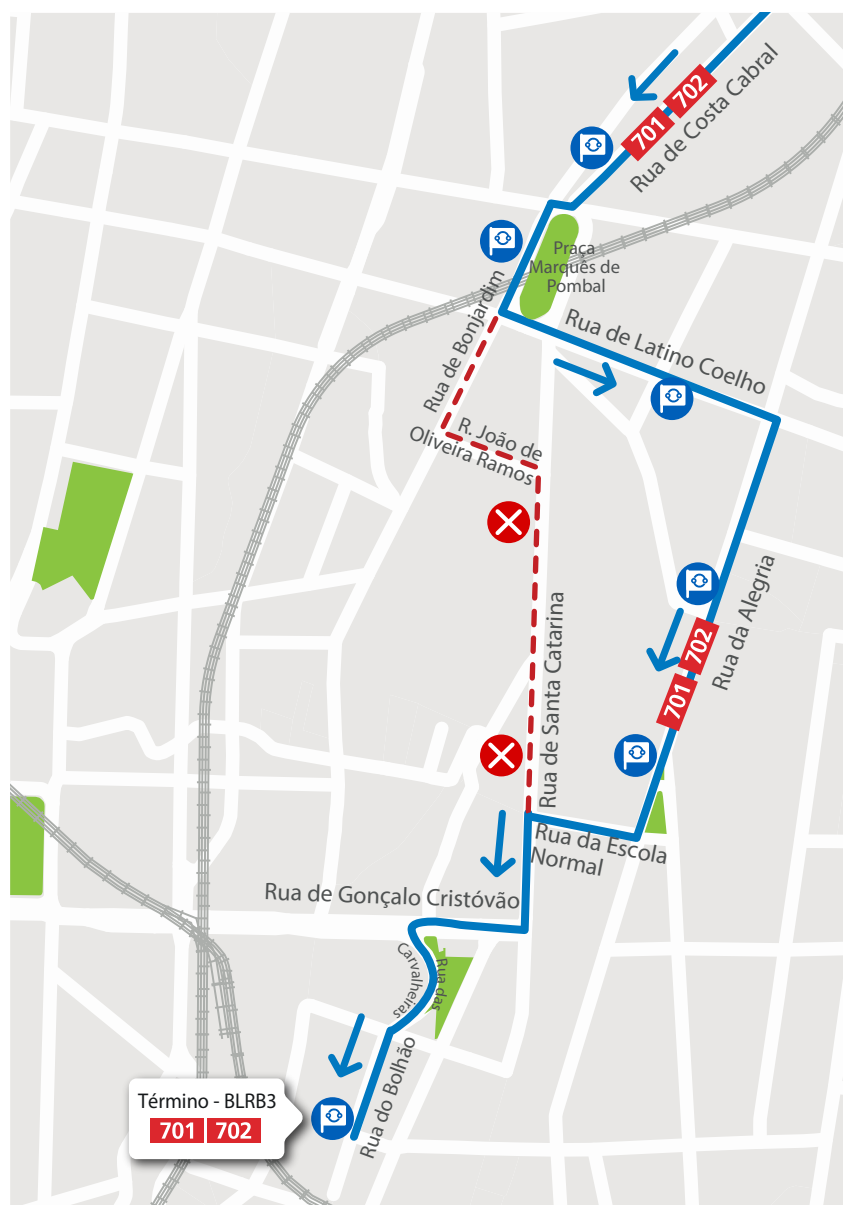 702
701
Rua de Costa Cabral
Praça
Marquês de
Pombal
Rua de Bonjardim
Rua de Latino Coelho
R. João de
Oliveira Ramos
Rua de Santa Catarina
Rua da Alegria
702
701
Rua da Escola
Normal
Rua de Gonçalo Cristóvão
Rua das
Carvalheiras
Rua do Bolhão
Término - BLRB3
701 702